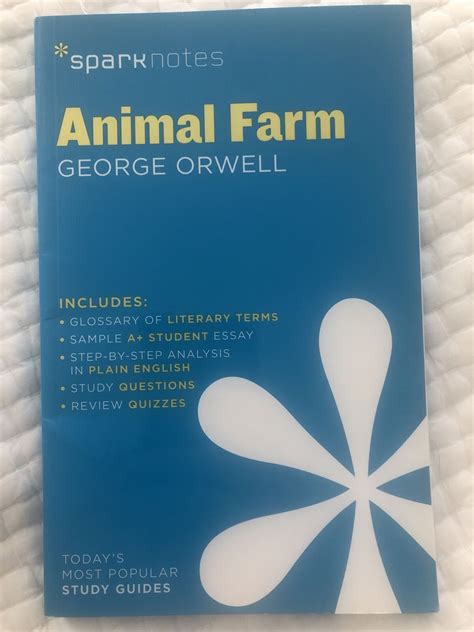 *sparknotes
Animal Farm
GEORGE ORWELL
INCLUDES:
• GLOSSARY OF LITERARY TERMS
• SAMPLE A+ STUDENT ESSAY
• STEP-BY-STEP ANALYSIS
IN PLAIN ENGLISH
• STUDY QUESTIONS
• REVIEW QUIZZES
TODAY'S
MOST POPULAR
STUDY GUIDES